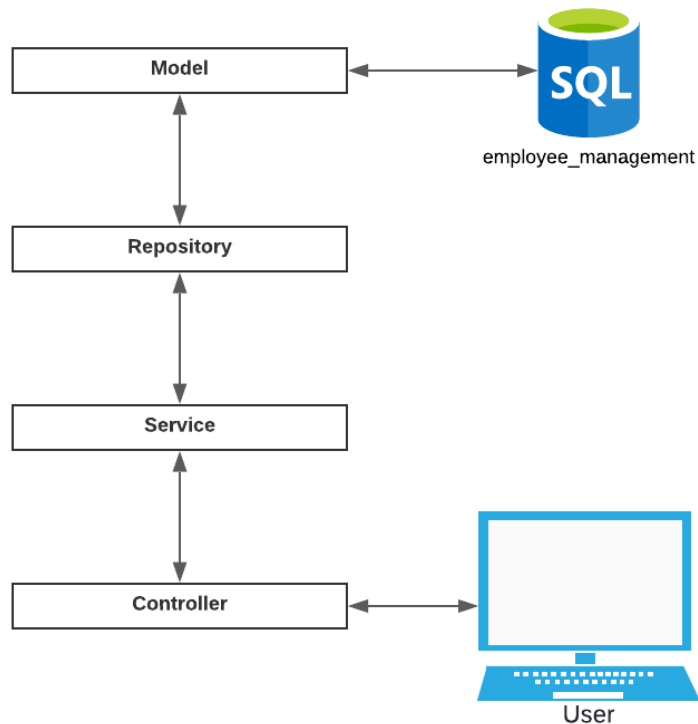 Model
SQL
employee_management
Repository
Service
Controller
User